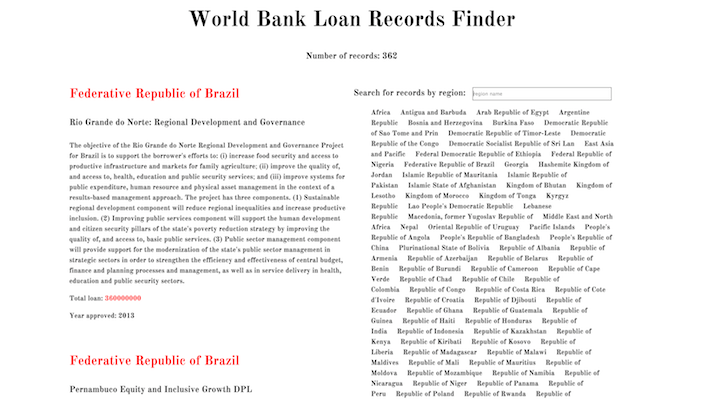 World Bank Loan Records Finder
Number of records: 362
Federative Republic of Brazil
Rio Grande do Norte: Regional Development and Governance
The objective of the Rio Grande do Norte Regional Development and Governance Project
for Brazil is to support the borrower's efforts to: (i) increase food security and access to
productive infrastructure and markets for family agriculture; (ii) improve the quality of,
and access to, health, education and public security services; and (iii) improve systems for
public expenditure, human resource and physical asset management in the context of a
results-based management approach. The project has three components. (1) Sustainable
regional development component will reduce regional inequalities and increase productive
inclusion. (2) Improving public services component will support the human development
and citizen security pillars of the state's poverty reduction strategy by improving the
quality of, and access to, basic public services. (3) Public sector management component
will provide support for the modernization of the state's public sector management in
strategic sectors in order to strengthen the efficiency and effectiveness of central budget,
finance and planning processes and management, as well as in service delivery in health,
education and public security sectors.
Total loan: 360000000
Year approved: 2013
Federative Republic of Brazil
Pernambuco Equity and Inclusive Growth DPL
Search for records by region: region name
Africa Antigua and Barbuda Arab Republic of Egypt Argentine
Republic Bosnia and Herzegovina Burkina Faso Democratic Republic
of Sao Tome and Prin Democratic Republic of Timor-Leste Democratic
Republic of the Congo Democratic Socialist Republic of Sri Lan East Asia
and Pacific Federal Democratic Republic of Ethiopia Federal Republic of
Nigeria Federative Republic of Brazil Georgia Hashemite Kingdom of
Jordan Islamic Republic of Mauritania Islamic Republic of
Pakistan Islamic State of Afghanistan Kingdom of Bhutan Kingdom of
Lesotho Kingdom of Morocco Kingdom of Tonga Kyrgyz
Republic Lao People's Democratic Republic Lebanese
Republic Macedonia, former Yugoslav Republic of Middle East and North
Africa Nepal Oriental Republic of Uruguay Pacific Islands People's
Republic of Angola People's Republic of Bangladesh People's Republic of
China Plurinational State of Bolivia Republic of Albania Republic of
Armenia Republic of Azerbaijan Republic of Belarus Republic of
Benin Republic of Burundi Republic of Cameroon Republic of Cape
Verde Republic of Chad Republic of Chile Republic of
Colombia Republic of Congo Republic of Costa Rica Republic of Cote
d'Ivoire Republic of Croatia Republic of Djibouti Republic of
Ecuador Republic of Ghana Republic of Guatemala Republic of
Guinea Republic of Haiti Republic of Honduras Republic of
India Republic of Indonesia Republic of Kazakhstan Republic of
Kenya Republic of Kiribati Republic of Kosovo Republic of
Liberia Republic of Madagascar Republic of Malawi Republic of
Maldives Republic of Mali Republic of Mauritius Republic of
Moldova Republic of Mozambique Republic of Namibia Republic of
Nicaragua Republic of Niger Republic of Panama Republic of
Peru Republic of Poland Republic of Rwanda Republic of